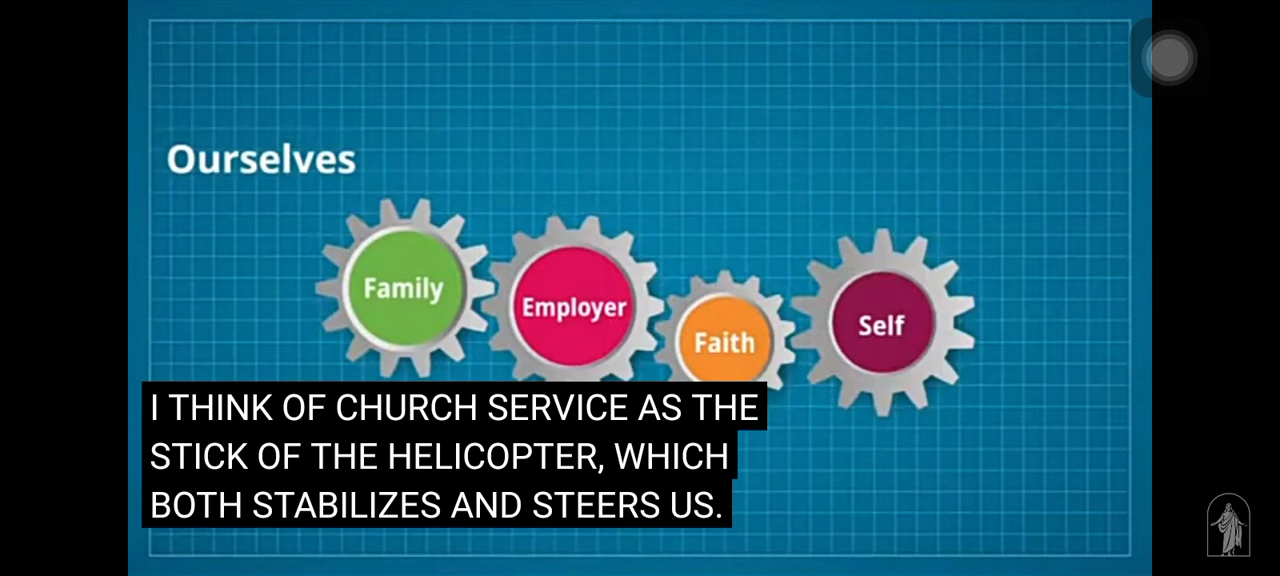 Ourselves
Family
Employer
Faith
Self
I THINK OF CHURCH SERVICE AS THE
STICK OF THE HELICOPTER, WHICH
BOTH STABILIZES AND STEERS US.